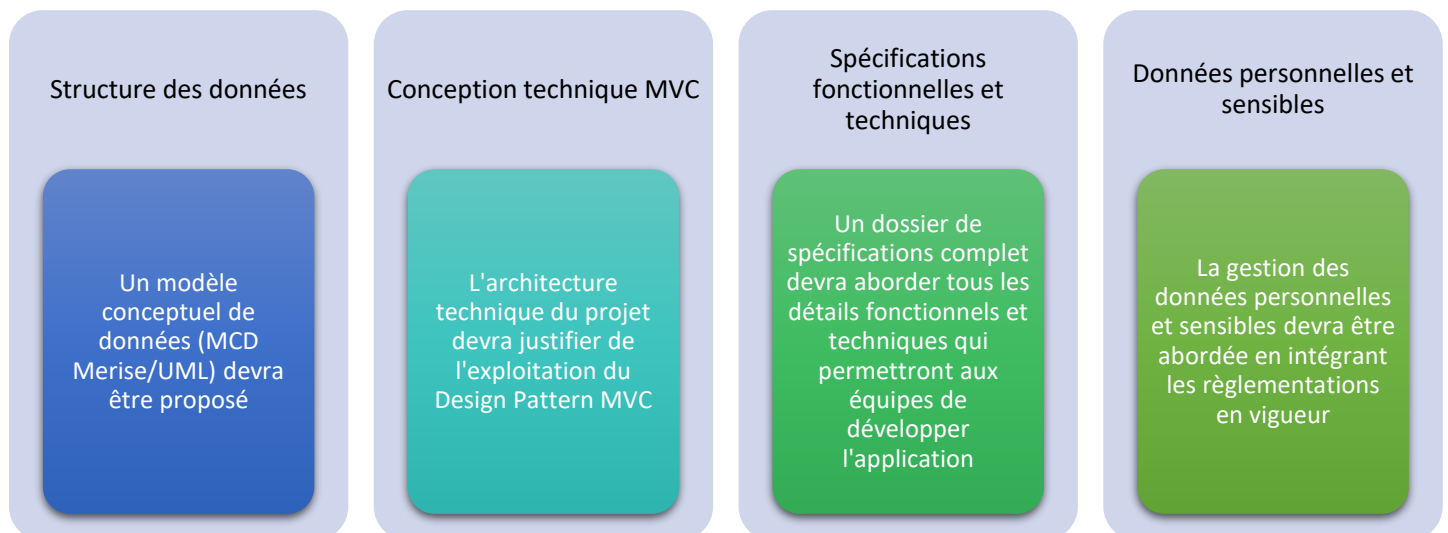 Structure des données
Un modèle
conceptuel de
données (MCD
Merise/UML) devra
être proposé
Conception technique MVC
L'architecture
technique du projet
devra justifier de
l'exploitation du
Design Pattern MVC
Spécifications
fonctionnelles et
techniques
Un dossier de
spécifications complet
devra aborder tous les
détails fonctionnels et
techniques qui
permettront aux
équipes de
développer
l'application
Données personnelles et
sensibles
La gestion des
données personnelles
et sensibles devra être
abordée en intégrant
les règlementations
en vigueur